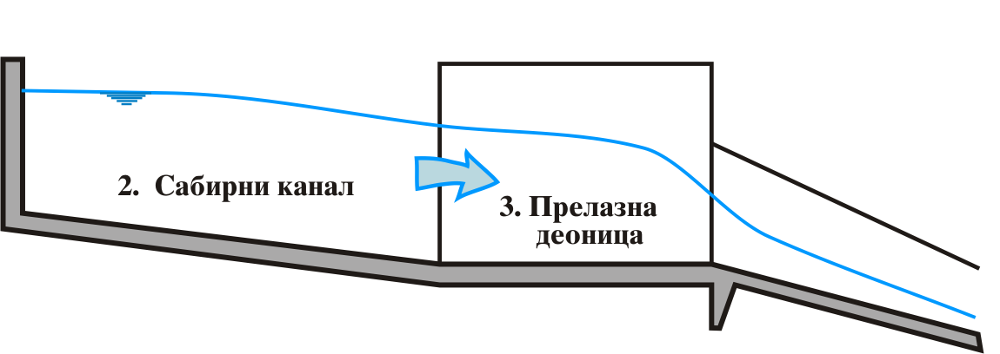 2. Сабирни канал
3. Прелазна
деоница